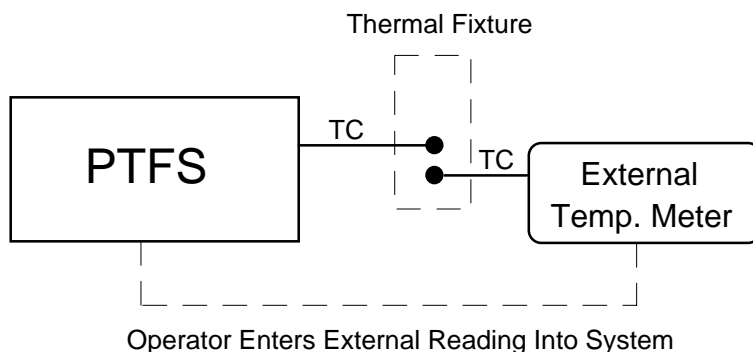 Thermal Fixture
PTFS
TC
TC
External
Temp. Meter
Operator Enters External Reading Into System